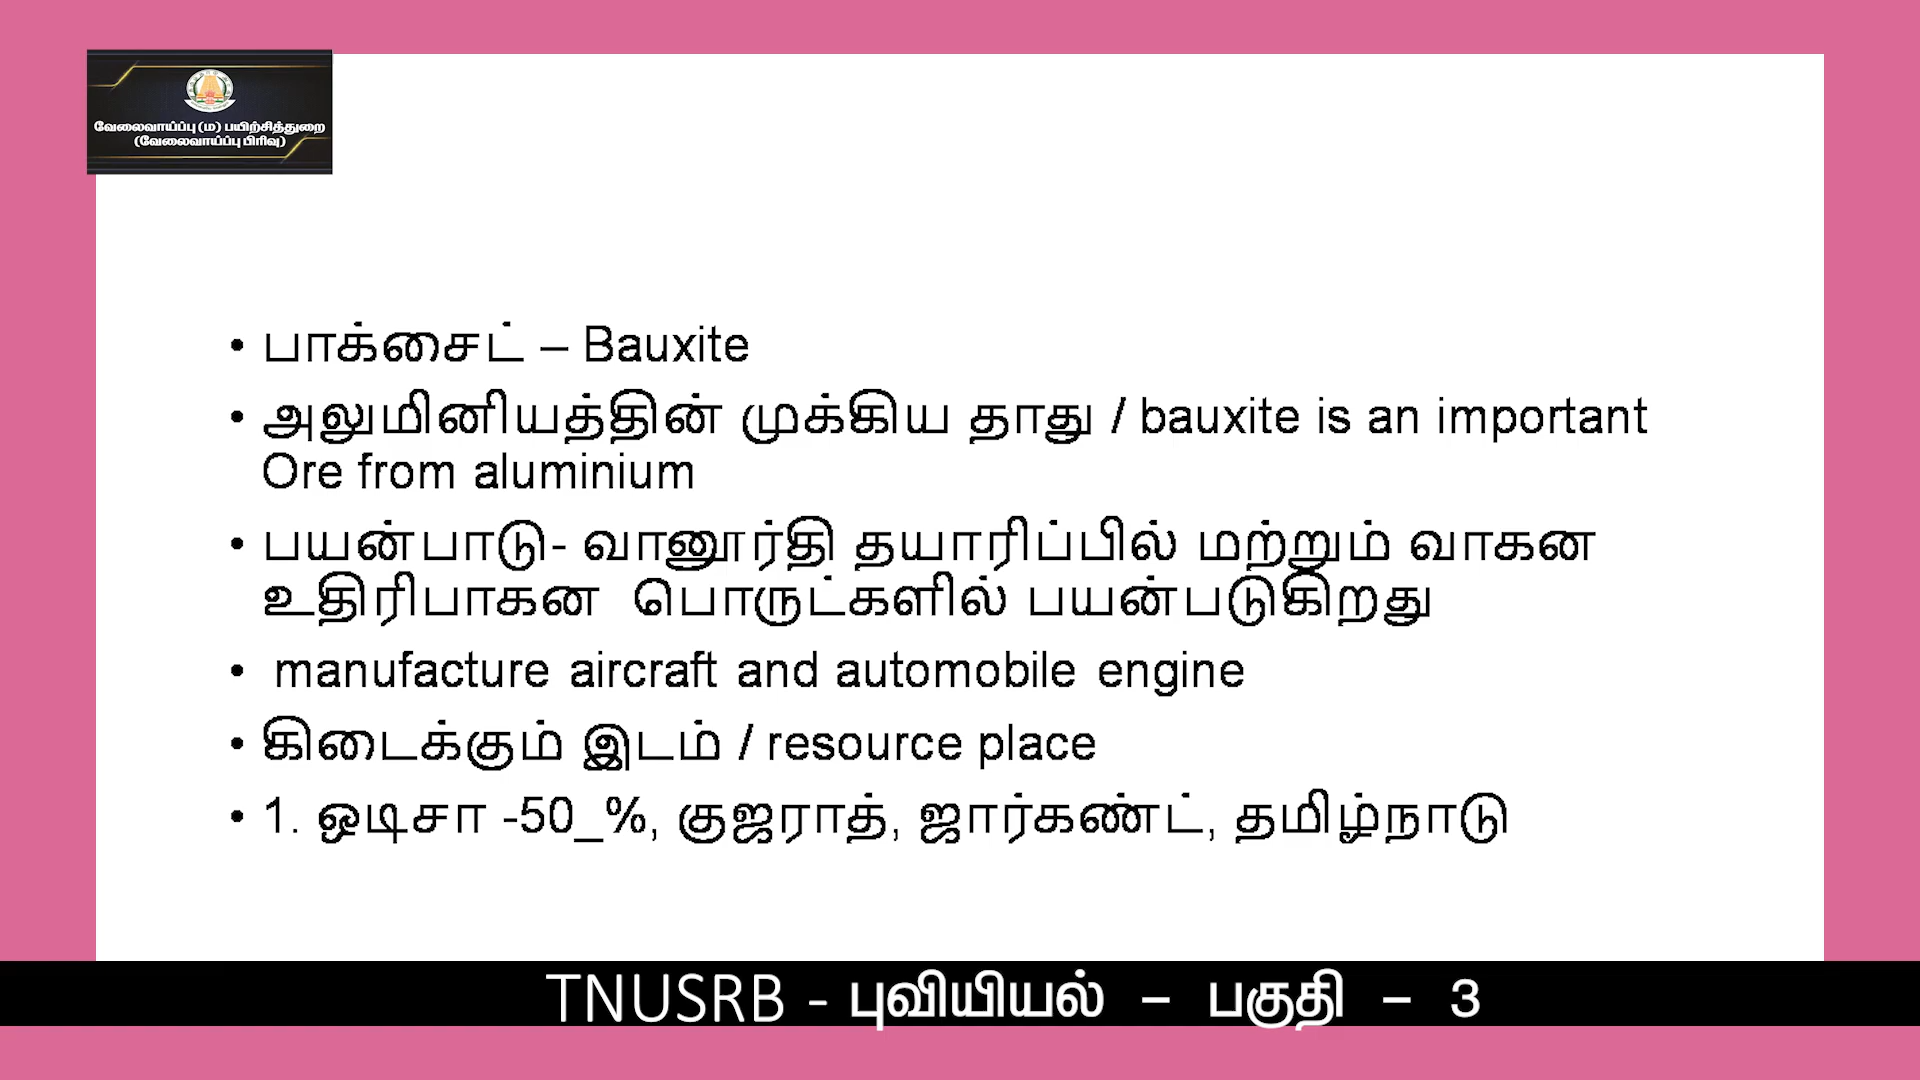 வேலைவாய்ப்பு (ம) பயிற்சித்துறை
(வேலைவாய்ப்பு பிரிவு)
• பாக்சைட் – Bauxite
• அலுமினியத்தின் முக்கிய தாது / bauxite is an important
Ore from aluminium
• பயன்பாடு- வானூர்தி தயாரிப்பில் மற்றும் வாகன
உதிரிபாகன பொருட்களில் பயன்படுகிறது
• manufacture aircraft and automobile engine
• கிடைக்கும் இடம் / resource place
• 1. ஒடிசா -50_%, குஜராத், ஜார்கண்ட், தமிழ்நாடு
TNUSRB - புவியியல் – பகுதி – 3